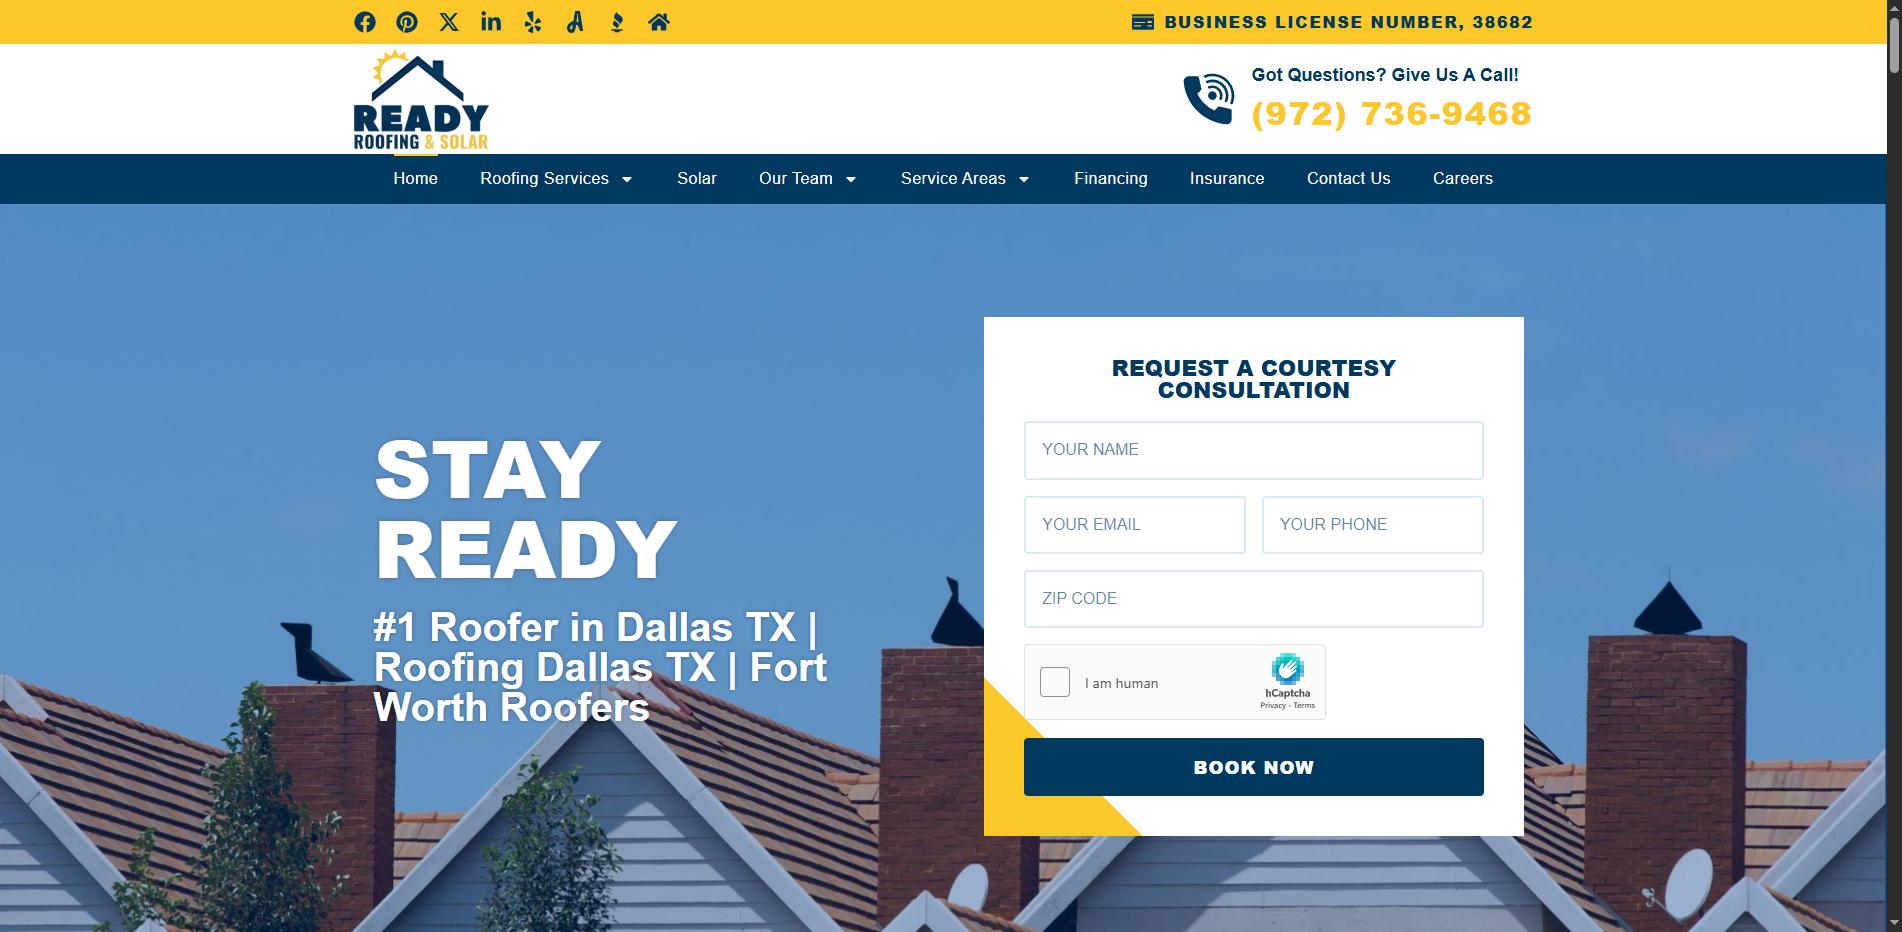 BUSINESS LICENSE NUMBER, 38682
READY
ROOFING & SOLAR
Got Questions? Give Us A Call!
(972) 736-9468
Home
Roofing Services
Solar
Our Team
Service Areas
Financing
Insurance
Contact Us
Careers
STAY
READY
#1 Roofer in Dallas TX |
Roofing Dallas TX | Fort
Worth Roofers
REQUEST A COURTESY
CONSULTATION
YOUR NAME
YOUR EMAIL
YOUR PHONE
ZIP CODE
I am human
hCaptcha
Privacy - Terms
BOOK NOW